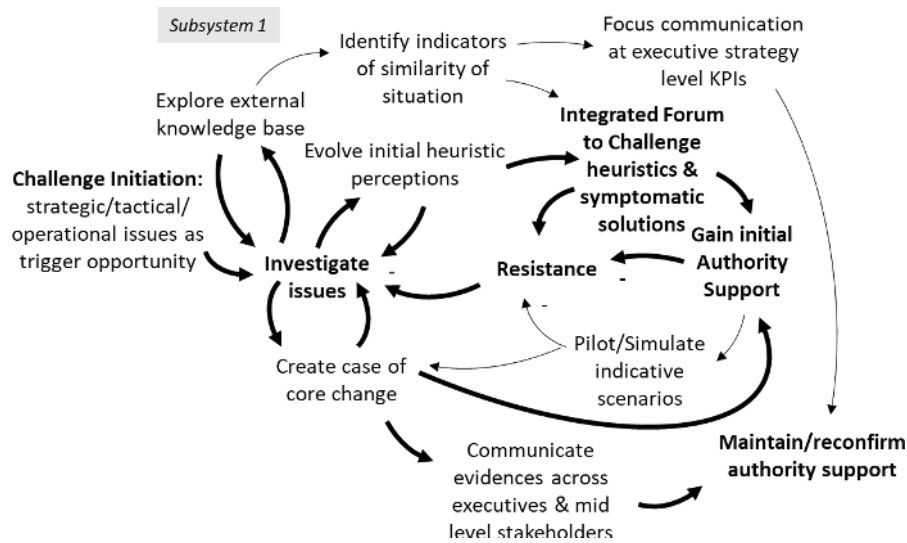 Subsystem 1
Identify indicators
of similarity of
situation
Focus communication
at executive strategy
level KPIs
Explore external
knowledge base
Integrated Forum
to Challenge
heuristics &
symptomatic
solutions
Evolve initial heuristic
perceptions
Challenge Initiation:
strategic/tactical/
operational issues as
trigger opportunity
Gain initial
Authority
Support
Investigate
issues
-
Resistance
-
-
Pilot/Simulate
indicative
scenarios
Create case of
core change
Maintain/reconfirm
authority support
Communicate
evidences across
executives & mid
level stakeholders